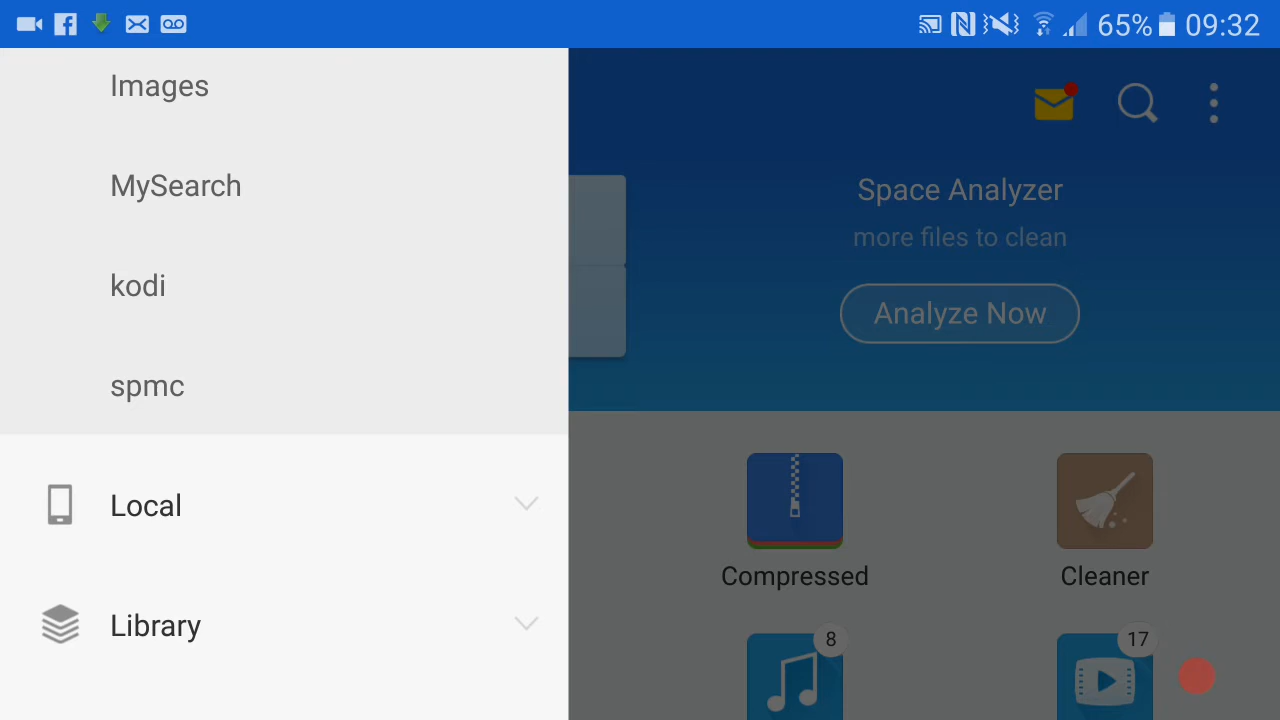 65% 09:32
Images
MySearch
kodi
spmc
Local
Library
Space Analyzer
more files to clean
Analyze Now
Compressed
Cleaner
8
17